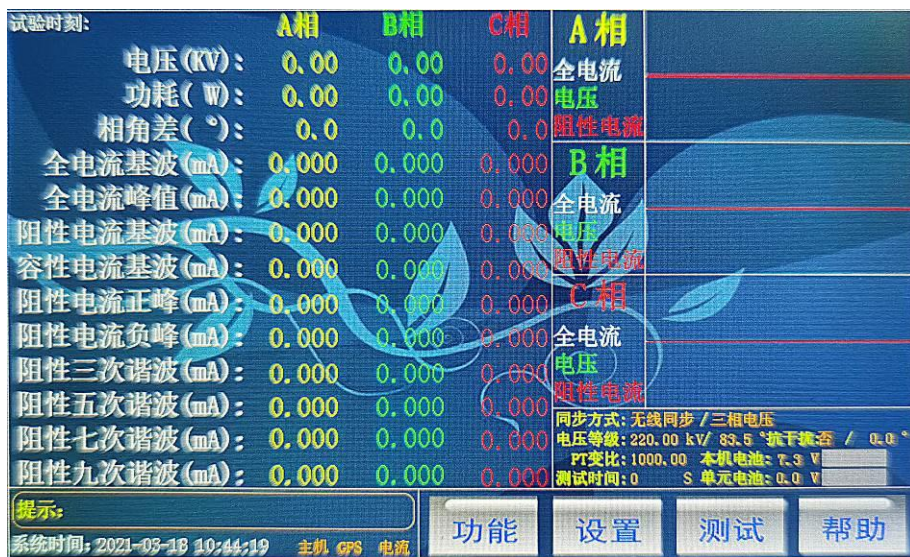 试验时刻: A相 B相 C相
电压(KV): 0.00 0.00 0.00
功耗( W): 0.00 0.00 0.00
相角差( °): 0.0 0.0 0.0
全电流基波(mA): 0.000 0.000 0.000
全电流峰值(mA): 0.000 0.000 0.000
阻性电流基波(mA): 0.000 0.000 0.000
容性电流基波(mA): 0.000 0.000 0.000
阻性电流正峰(mA): 0.000 0.000 0.000
阻性电流负峰(mA): 0.000 0.000 0.000
阻性三次谐波(mA): 0.000 0.000 0.000
阻性五次谐波(mA): 0.000 0.000 0.000
阻性七次谐波(mA): 0.000 0.000 0.000
阻性九次谐波(mA): 0.000 0.000 0.000
A相
全电流
电压
阻性电流
B相
全电流
电压
阻性电流
C相
全电流
电压
阻性电流
同步方式:无线同步 /三相电压
电压等级:220.00 kV/ 83.5 °抗干扰:否 / 0.0 °
PT变比:1000.00 本机电池:7.3 V
测试时间:0 S 单元电池:0.0 V
提示:
系统时间:2021-03-18 10:44:19 主机 GPS 电流
功能 设置 测试 帮助